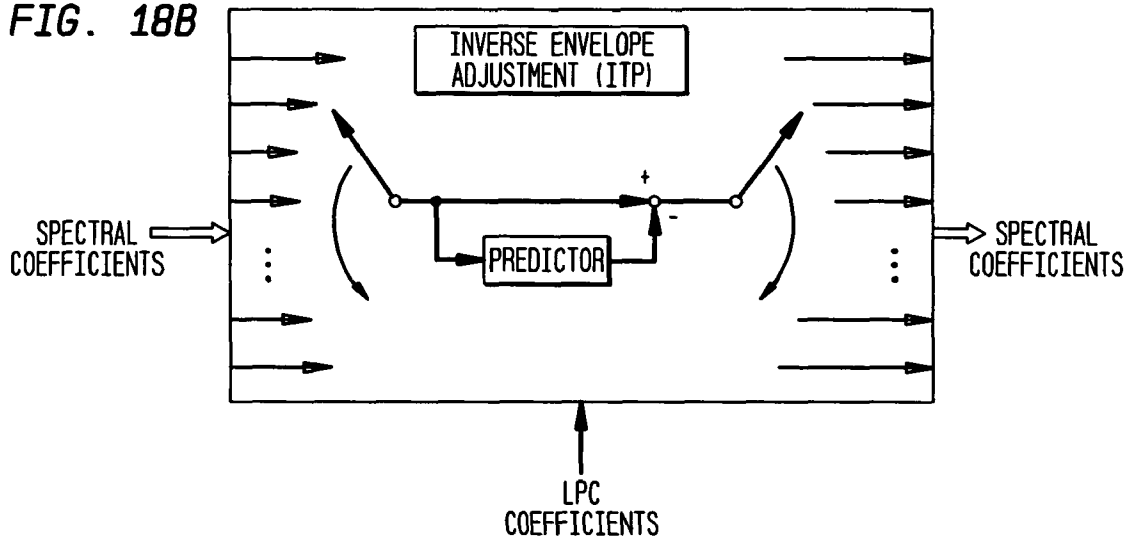 FIG. 18B
INVERSE ENVELOPE
ADJUSTMENT (ITP)
+
-
SPECTRAL
COEFFICIENTS
PREDICTOR
SPECTRAL
COEFFICIENTS
LPC
COEFFICIENTS